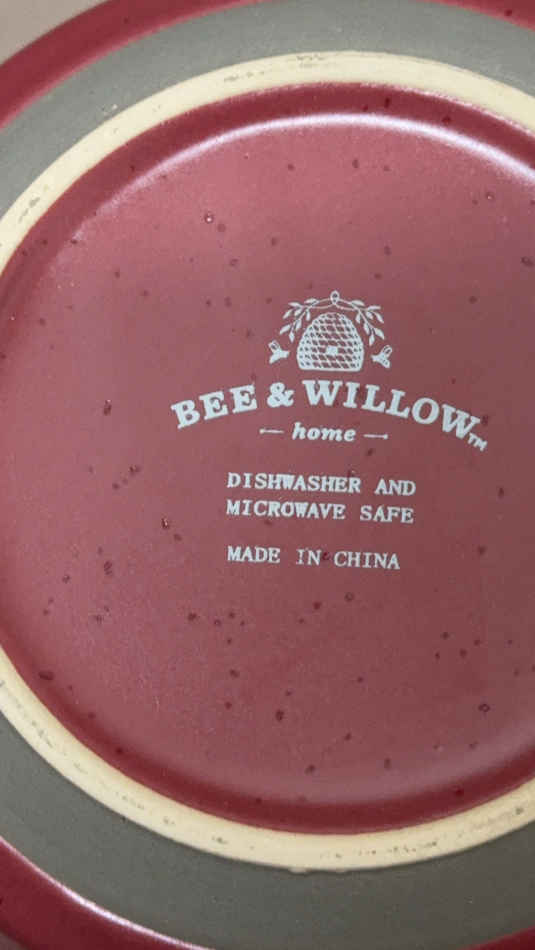 BEE & WILLOW™
home
DISHWASHER AND
MICROWAVE SAFE
MADE IN CHINA